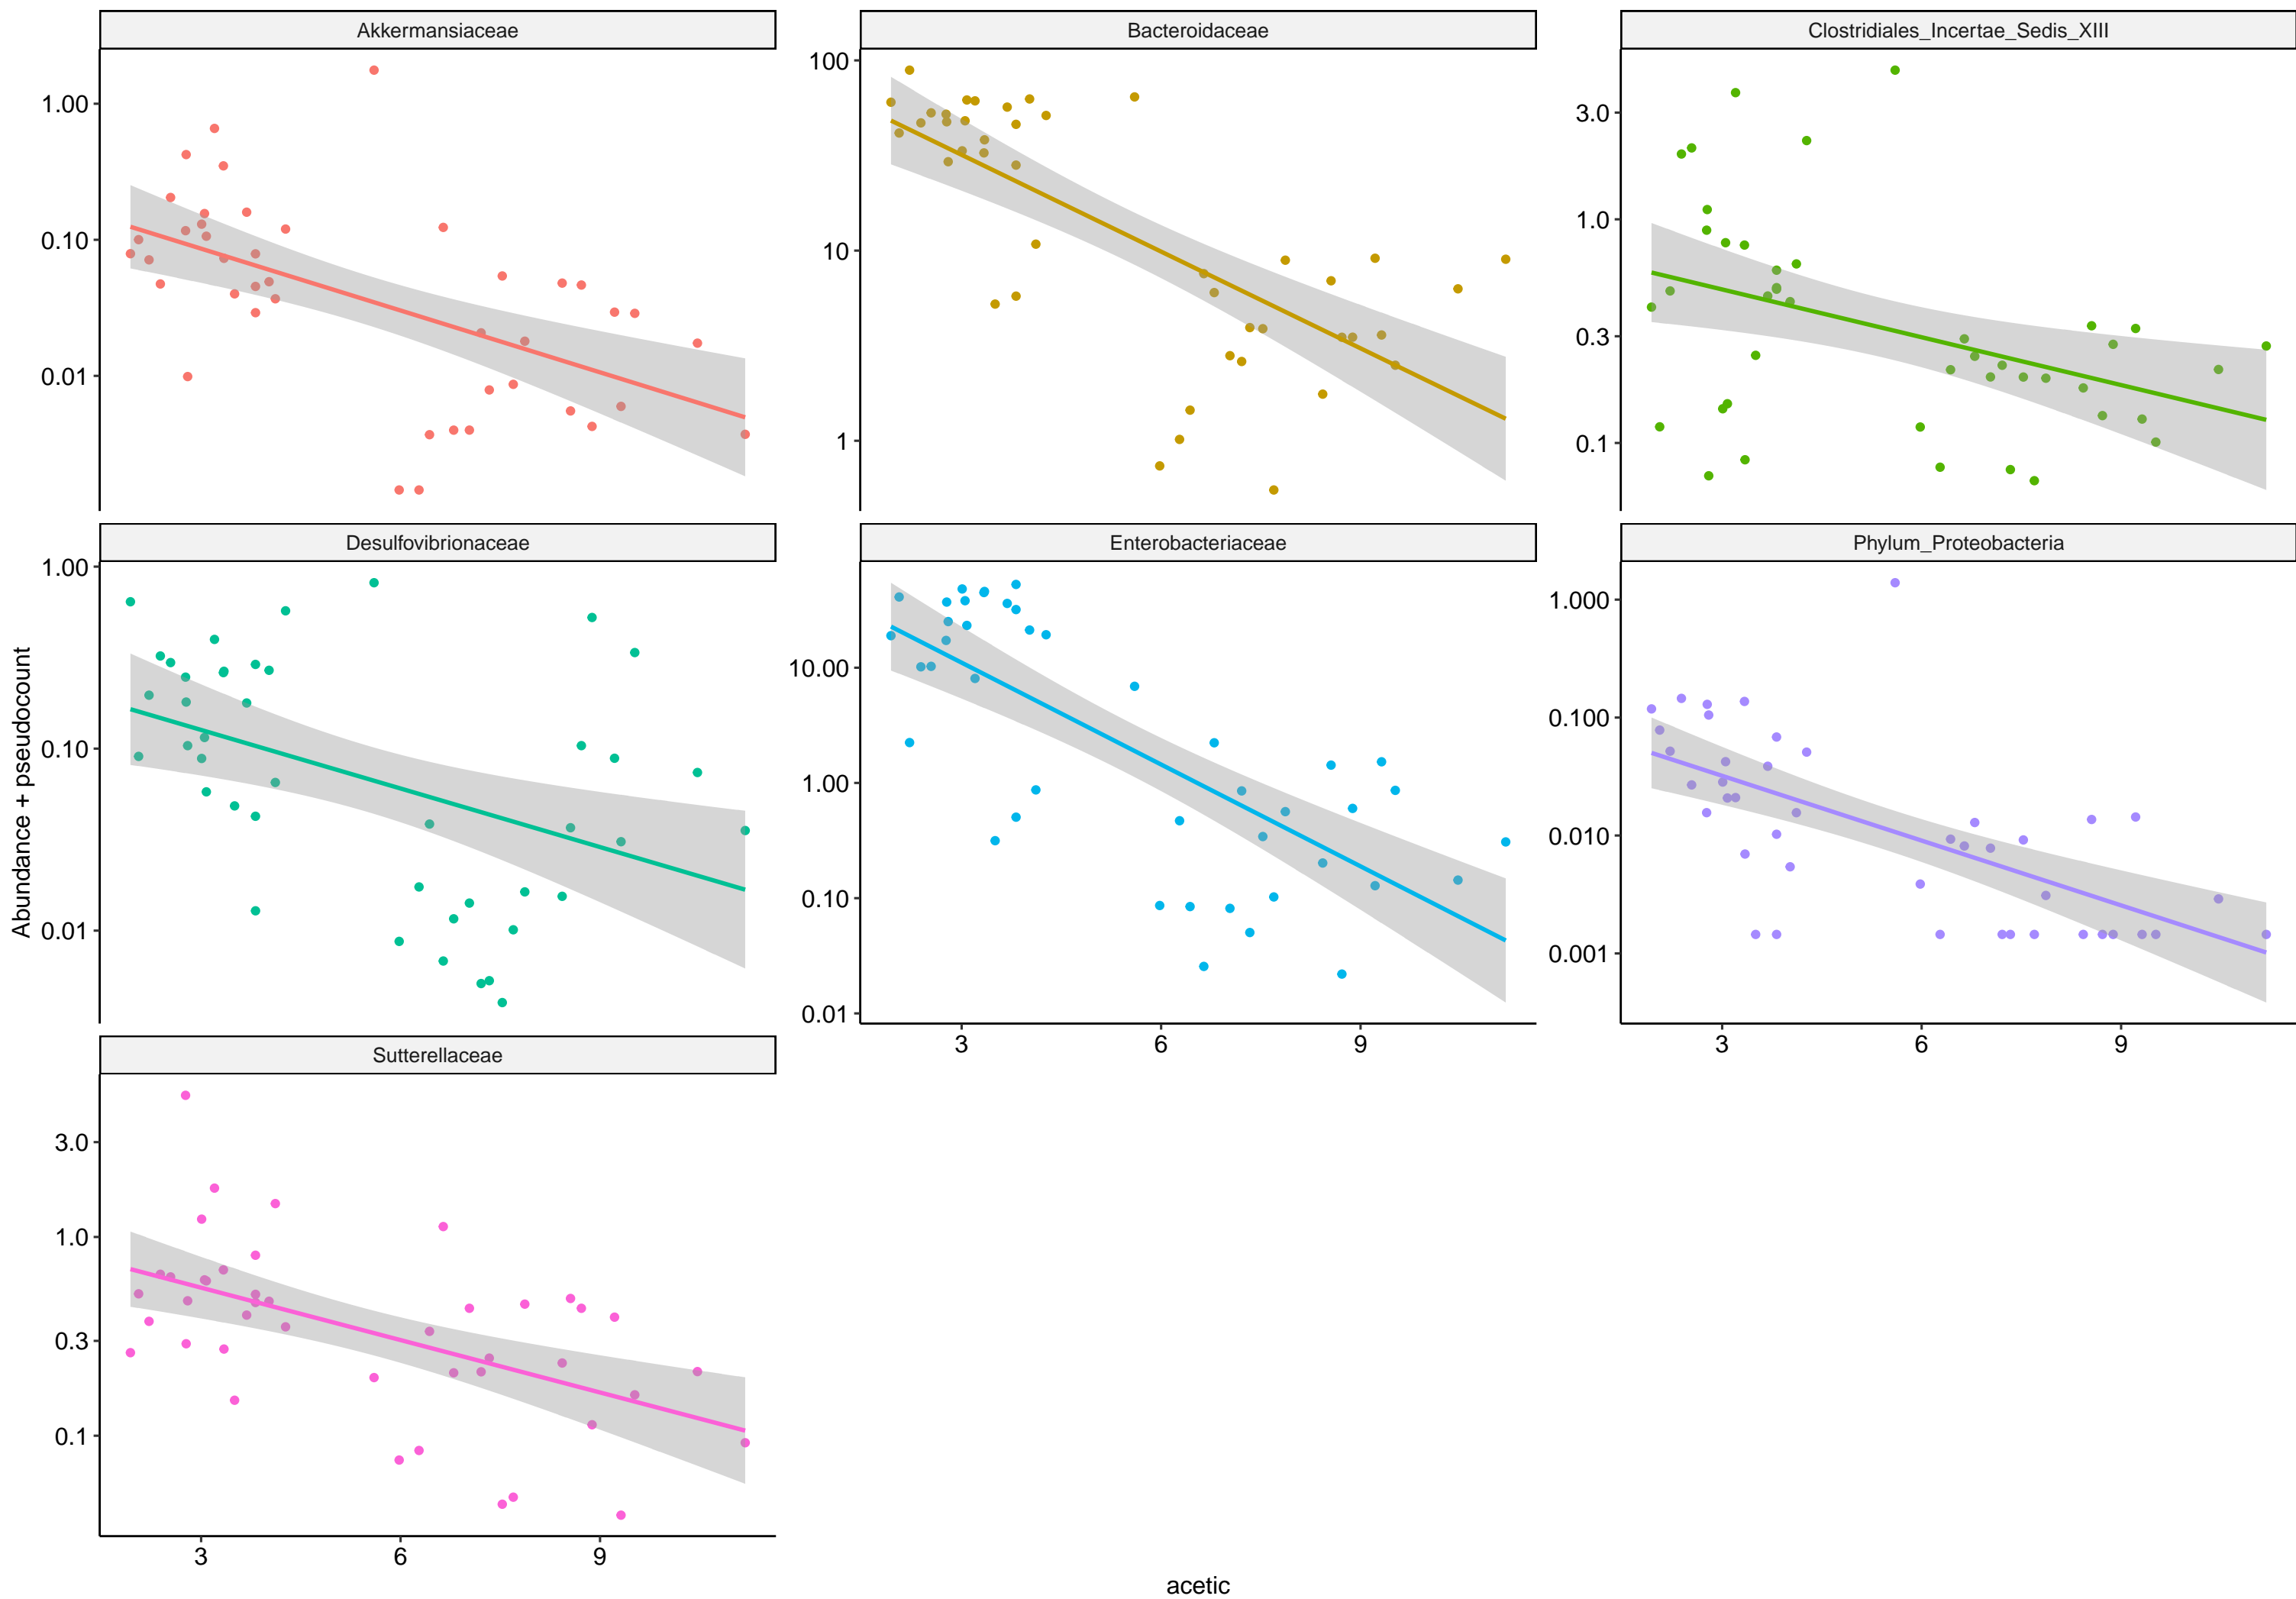 Akkermansiaceae
Bacteroidaceae
Clostridiales_Incertae_Sedis_XIII
1.00
0.10
0.01
100
10
1
3.0
1.0
0.3
0.1
Desulfovibrionaceae
Enterobacteriaceae
Phylum_Proteobacteria
Abundance + pseudocount
1.00
0.10
0.01
10.00
1.00
0.10
0.01
1.000
0.100
0.010
0.001
3 6 9
3 6 9
Sutterellaceae
3.0
1.0
0.3
0.1
3 6 9
acetic